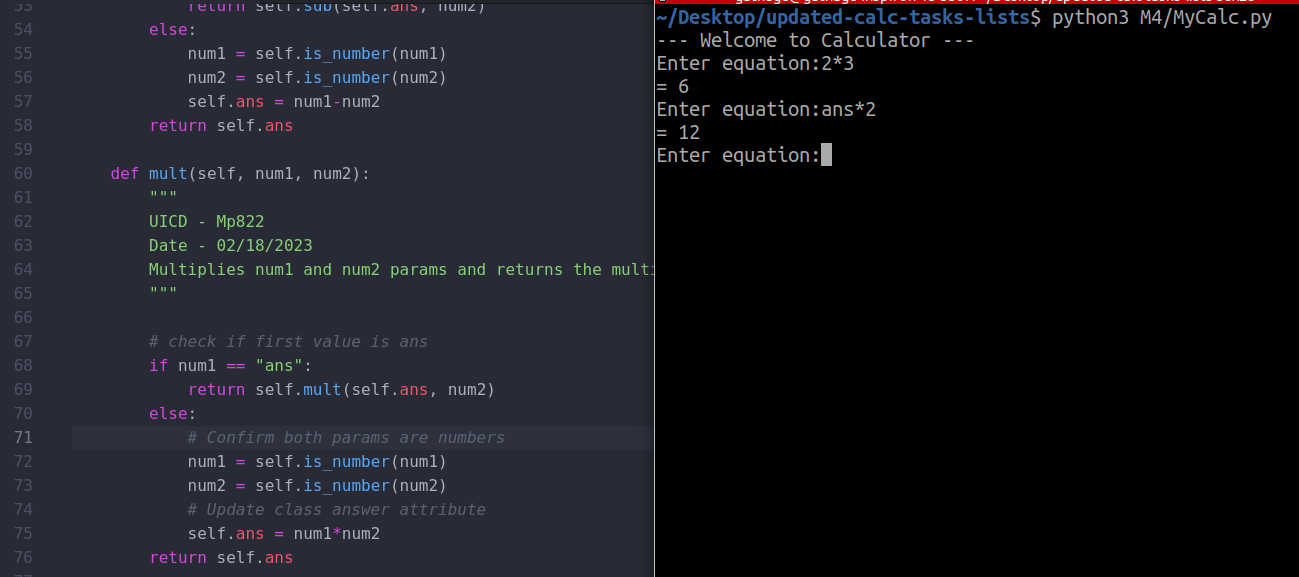 53 return self.sub(self.ans, num2)
54 else:
55 num1 = self.is_number(num1)
56 num2 = self.is_number(num2)
57 self.ans = num1-num2
58 return self.ans
59
60 def mult(self, num1, num2):
61 """
62 UICD - Mp822
63 Date - 02/18/2023
64 Multiplies num1 and num2 params and returns the
65 """
66
67 # check if first value is ans
68 if num1 == "ans":
69 return self.mult(self.ans, num2)
70 else:
71 # Confirm both params are numbers
72 num1 = self.is_number(num1)
73 num2 = self.is_number(num2)
74 # Update class answer attribute
75 self.ans = num1*num2
76 return self.ans
~/Desktop/updated-calc-tasks-lists$ python3 M4/MyCalc.py
--- Welcome to Calculator ---
Enter equation:2*3
= 6
Enter equation:ans*2
= 12
Enter equation: